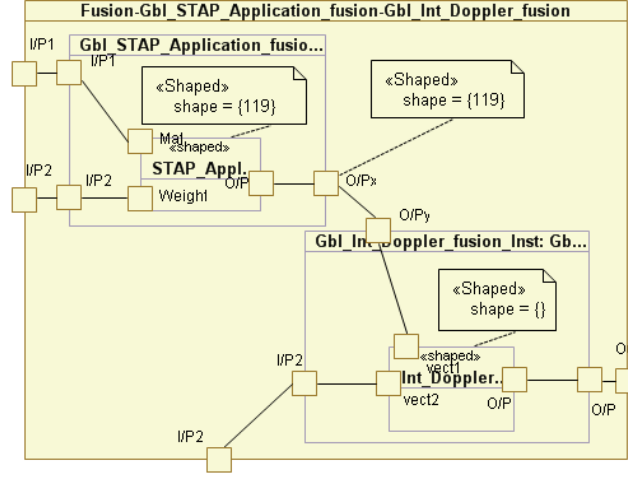 Fusion-Gbl_STAP_Application_fusion-Gbl_Int_Doppler_fusion
I/P1
Gbl_STAP_Application_fusio...
I/P1
«Shaped»
shape = {119}
«Shaped»
shape = {119}
Mat
«shaped»
I/P2
I/P2
STAP_Appl..
O/P
O/Px
Weight
O/Py
Gbl_Int_Doppler_fusion_Inst: Gb...
«Shaped»
shape = {}
I/P2
«shaped»
vect1
O
Int_Doppler..
vect2
O/P
O/P
I/P2